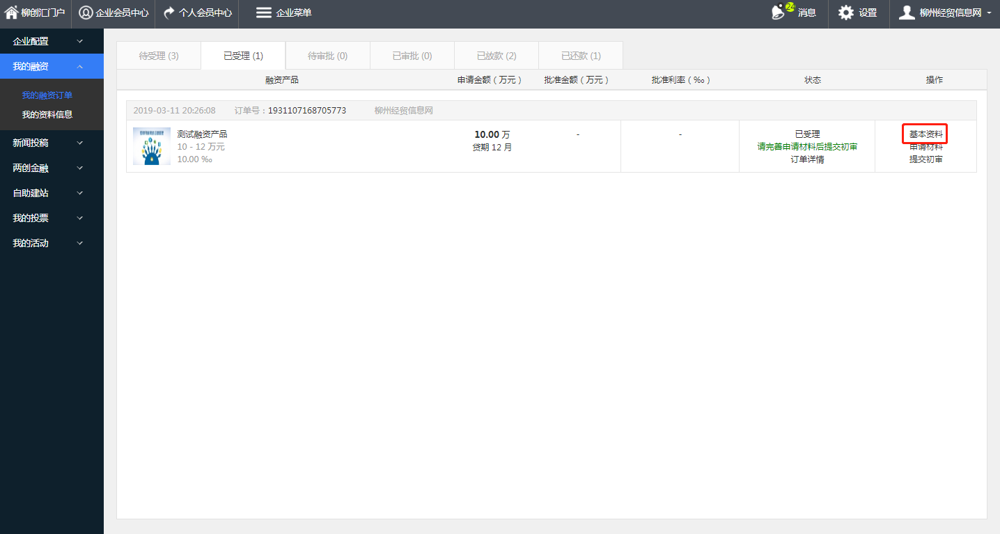 柳创汇门户 企业会员中心 个人会员中心 企业菜单 24 消息 设置 柳州经贸信息网
企业配置
我的融资
我的融资订单
我的资料信息
新闻投稿
两创金融
自助建站
我的投票
我的活动
待受理 (3) 已受理 (1) 待审批 (0) 已审批 (0) 已放款 (2) 已还款 (1)
融资产品 申请金额（万元） 批准金额（万元） 批准利率（‰） 状态 操作
2019-03-11 20:26:08 订单号：1931107168705773 柳州经贸信息网
测试融资产品 10.00 万 - - 已受理 基本资料
10 - 12 万元 贷期 12 月 请完善申请材料后提交初审 申请材料
10.00 ‰ 订单详情 提交初审